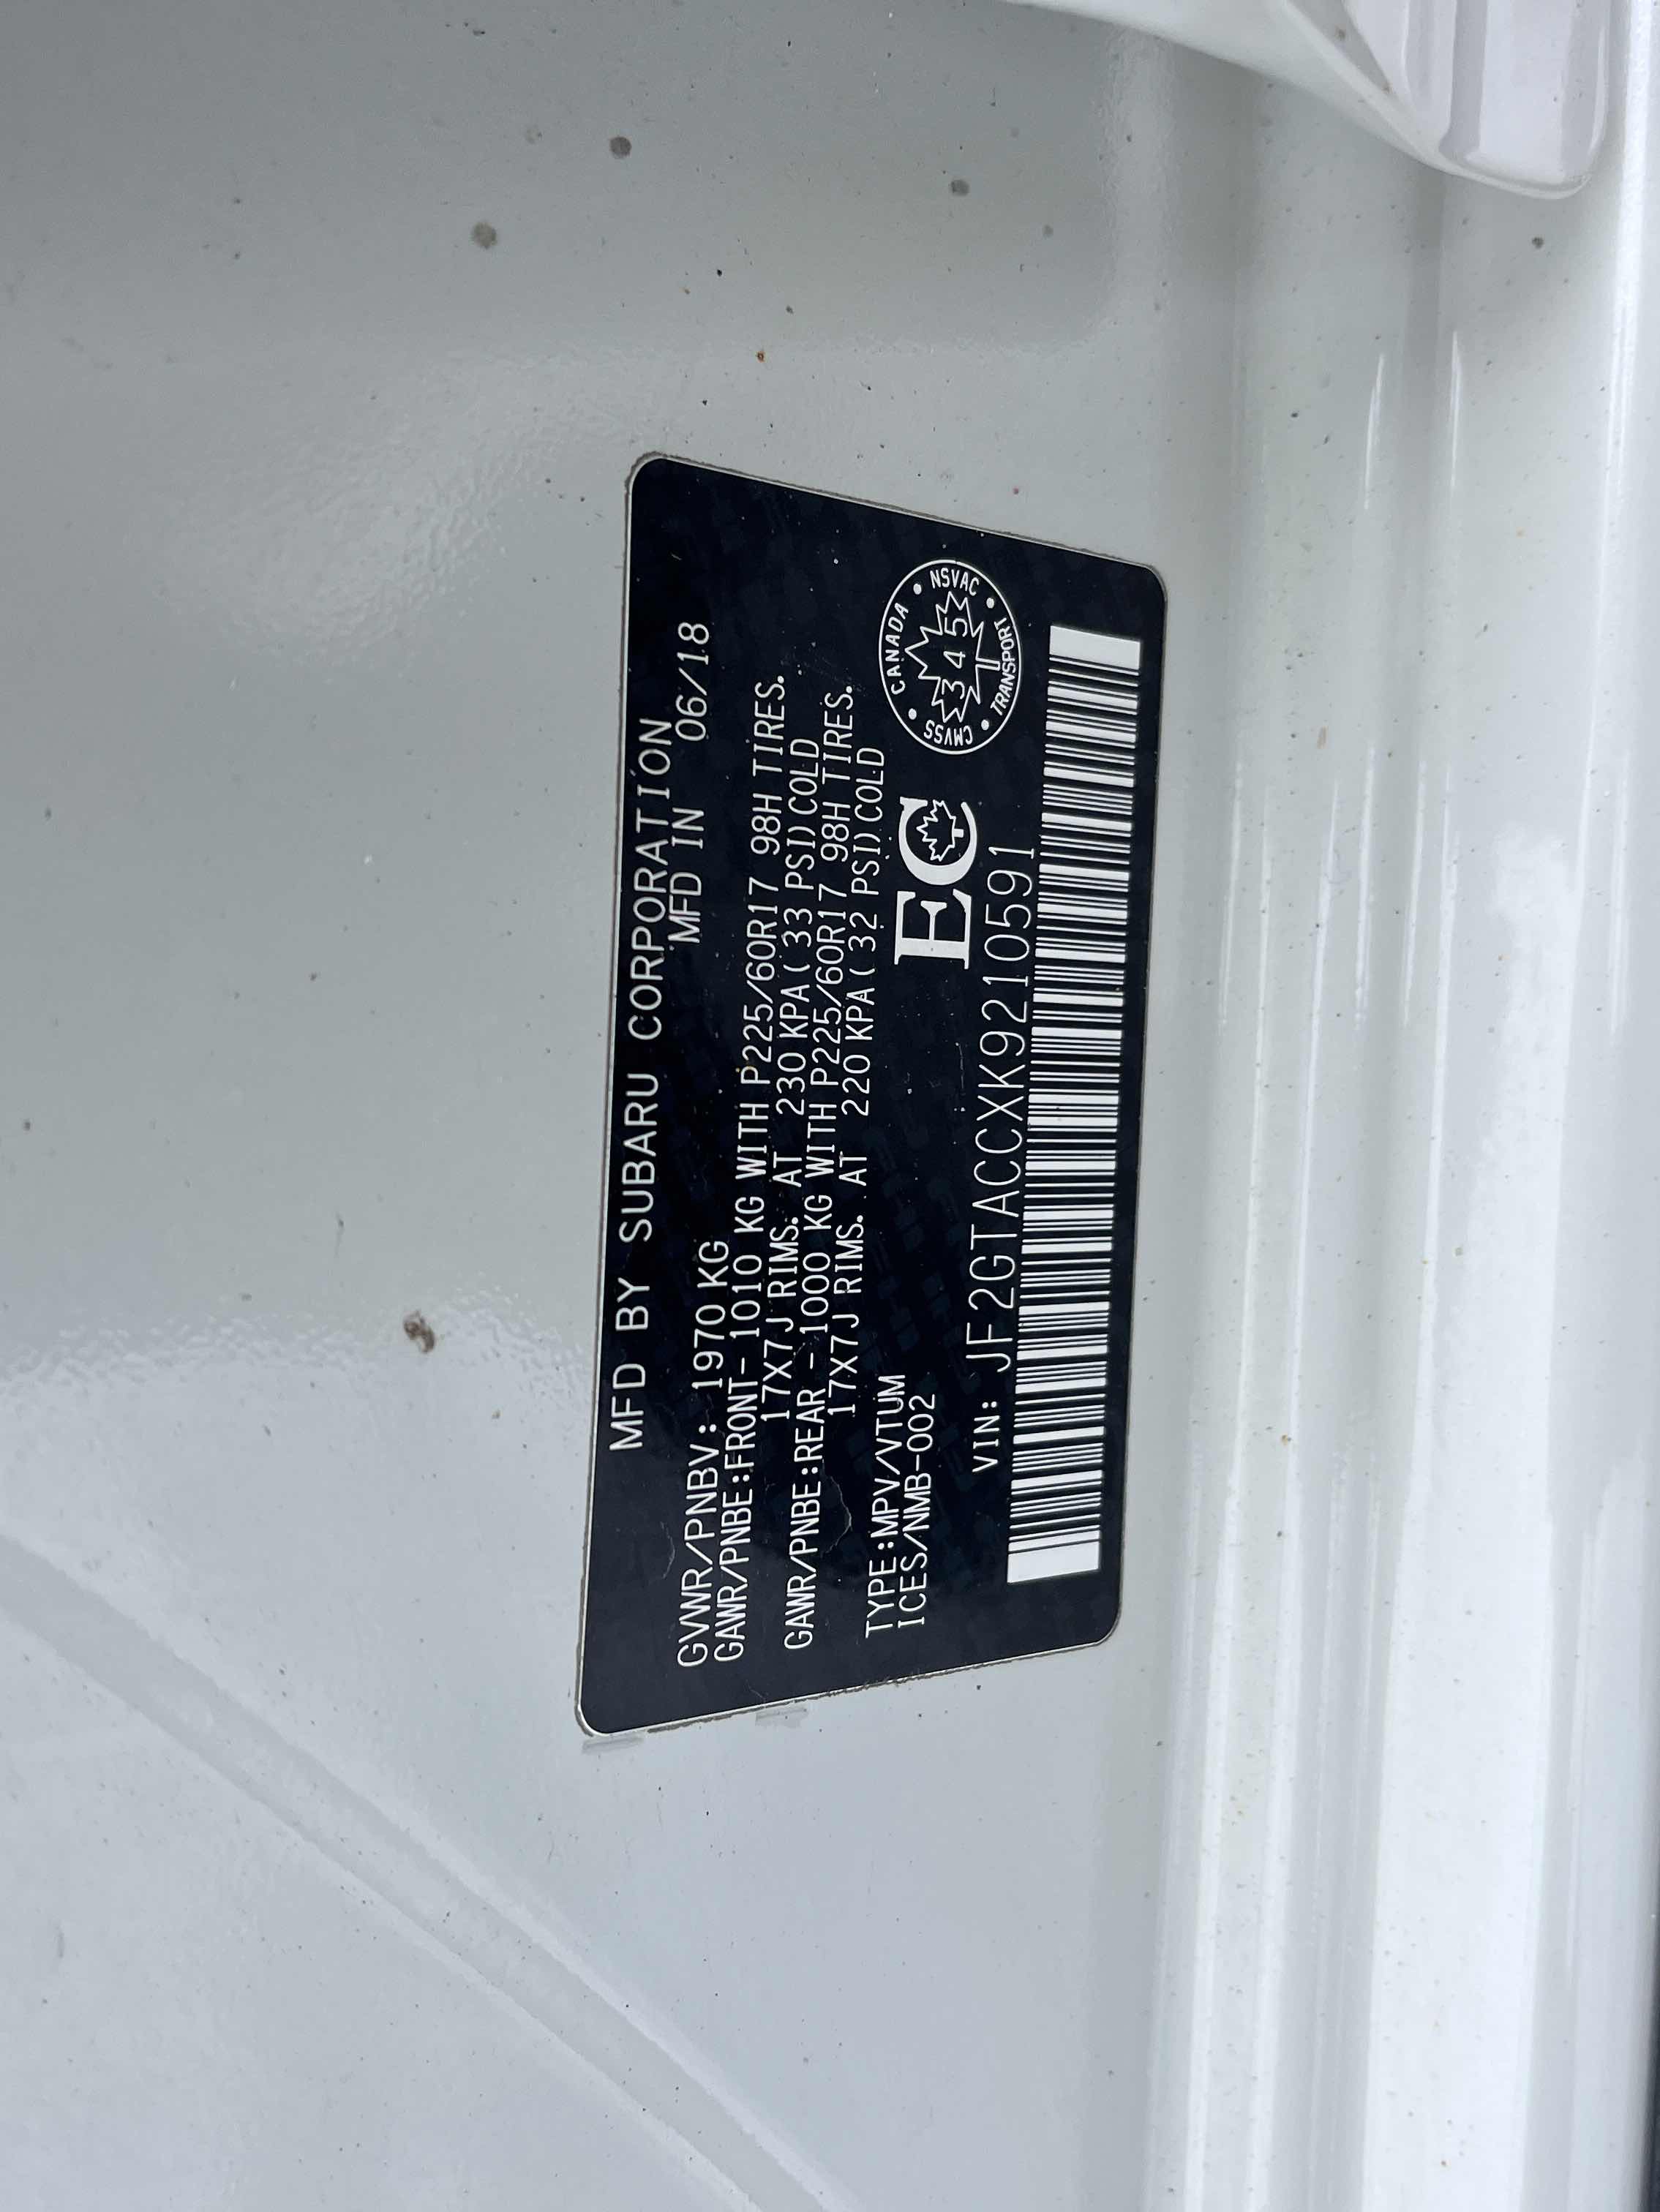 MFD BY SUBARU CORPORATION
MFD IN 06/18
GVWR/PNBV: 1970 KG
GAWR/PNBE:FRONT- 1010 KG WITH P225/60R17 98H TIRES.
17X7J RIMS. AT 230 KPA( 33 PSI) COLD
GAWR/PNBE:REAR - 1000 KG WITH P225/60R17 98H TIRES.
17X7J RIMS. AT 220 KPA( 32 PSI) COLD
TYPE:MPV/VTUM
ICES/NMB-002
EC
CANADA • NSVAC • TRANSPORT • CMVSS •
345
VIN: JF2GTACCXK9210591